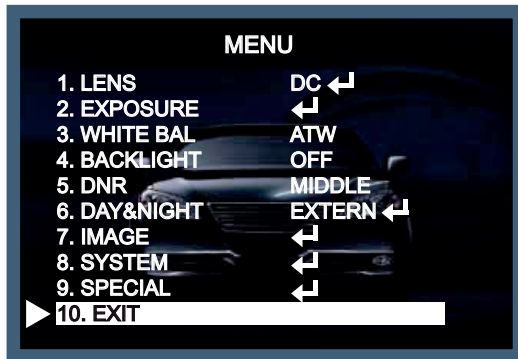 MENU
1. LENS DC
2. EXPOSURE
3. WHITE BAL ATW
4. BACKLIGHT OFF
5. DNR MIDDLE
6. DAY&NIGHT EXTERN
7. IMAGE
8. SYSTEM
9. SPECIAL
10. EXIT